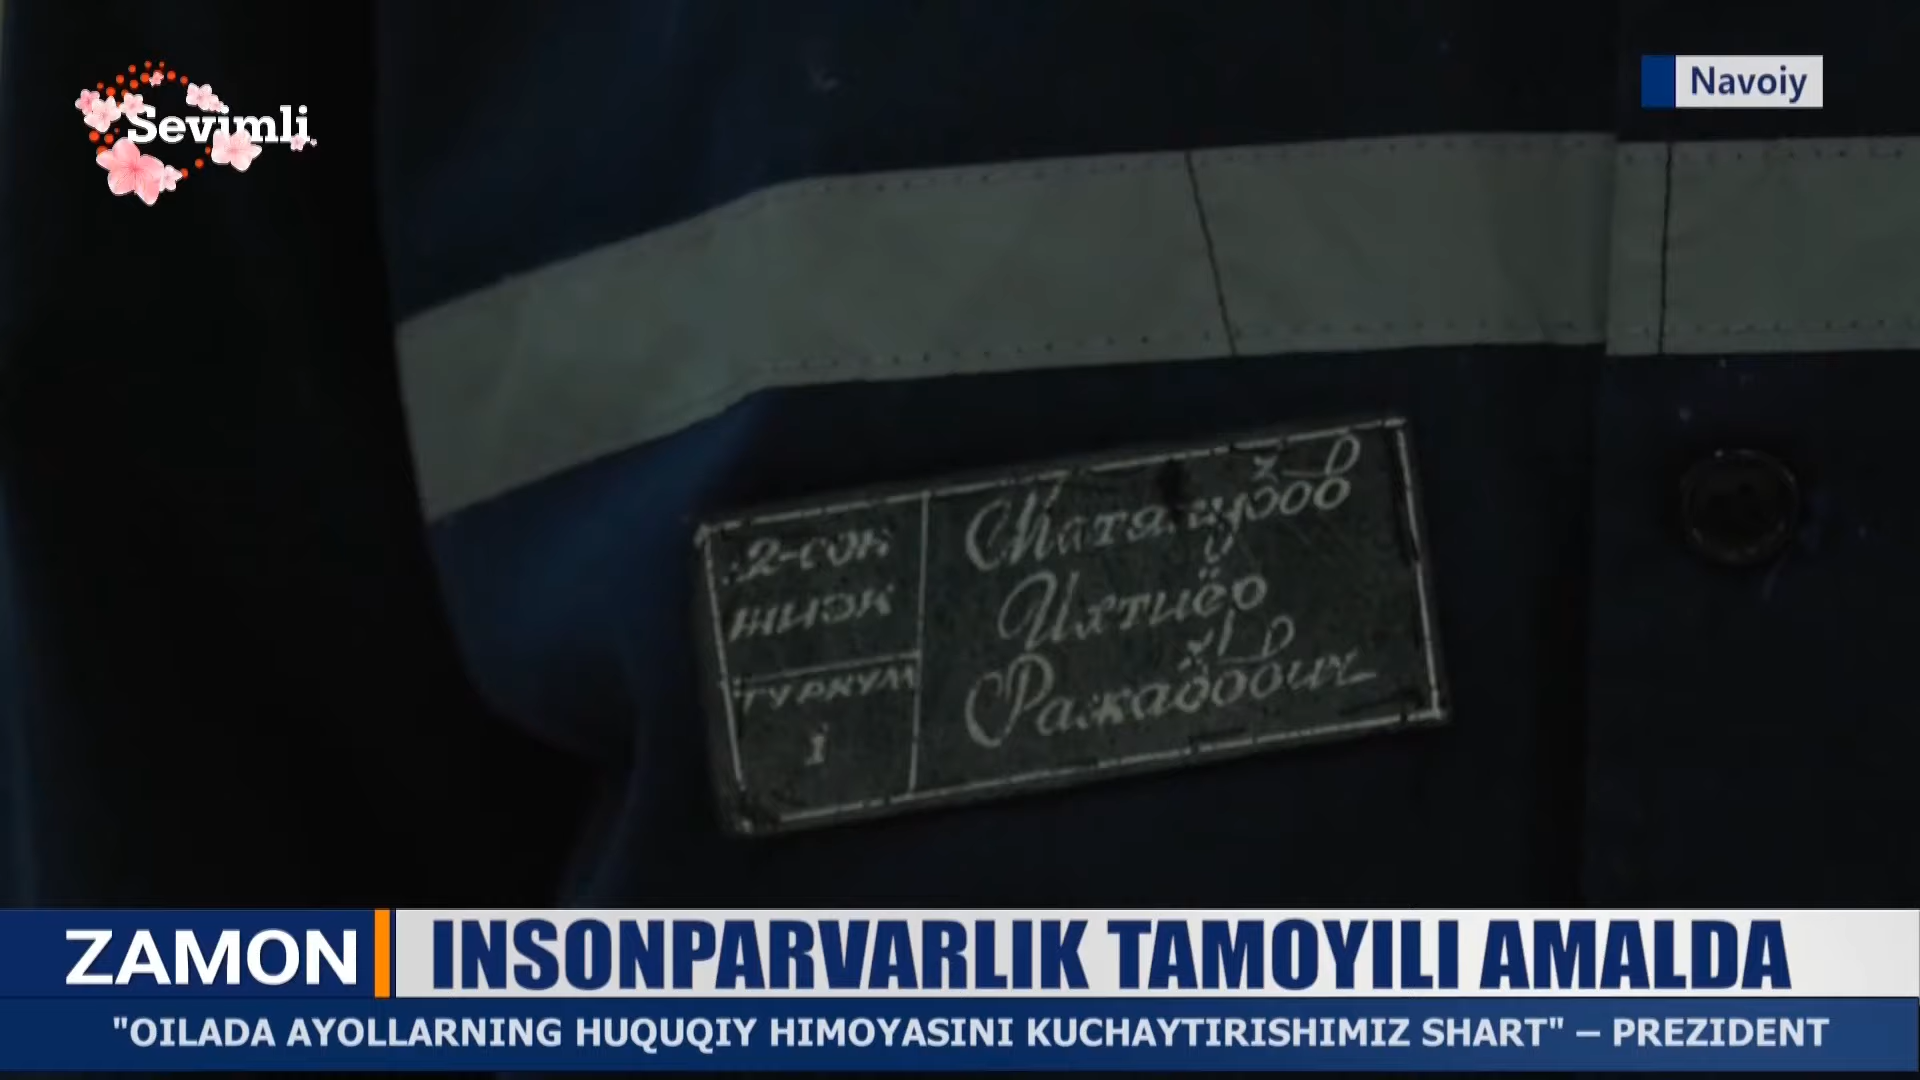 Sevimli
Navoiy
2-сон
ЖИЭК
ТУРКУМ
1
Матякубов
Ихтиёр
Ражабович
ZAMON
INSONPARVARLIK TAMOYILI AMALDA
"OILADA AYOLLARNING HUQUQIY HIMOYASINI KUCHAYTIRISHIMIZ SHART" – PREZIDENT